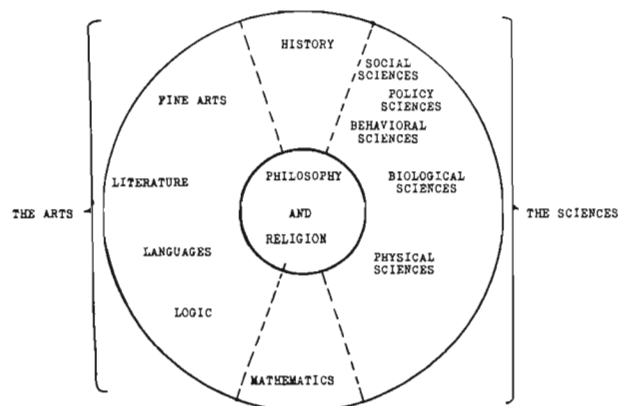 HISTORY
SOCIAL
SCIENCES
FINE ARTS
POLICY
SCIENCES
BEHAVIORAL
SCIENCES
LITERATURE
PHILOSOPHY
AND
RELIGION
BIOLOGICAL
SCIENCES
THE ARTS
THE SCIENCES
LANGUAGES
PHYSICAL
SCIENCES
LOGIC
MATHEMATICS